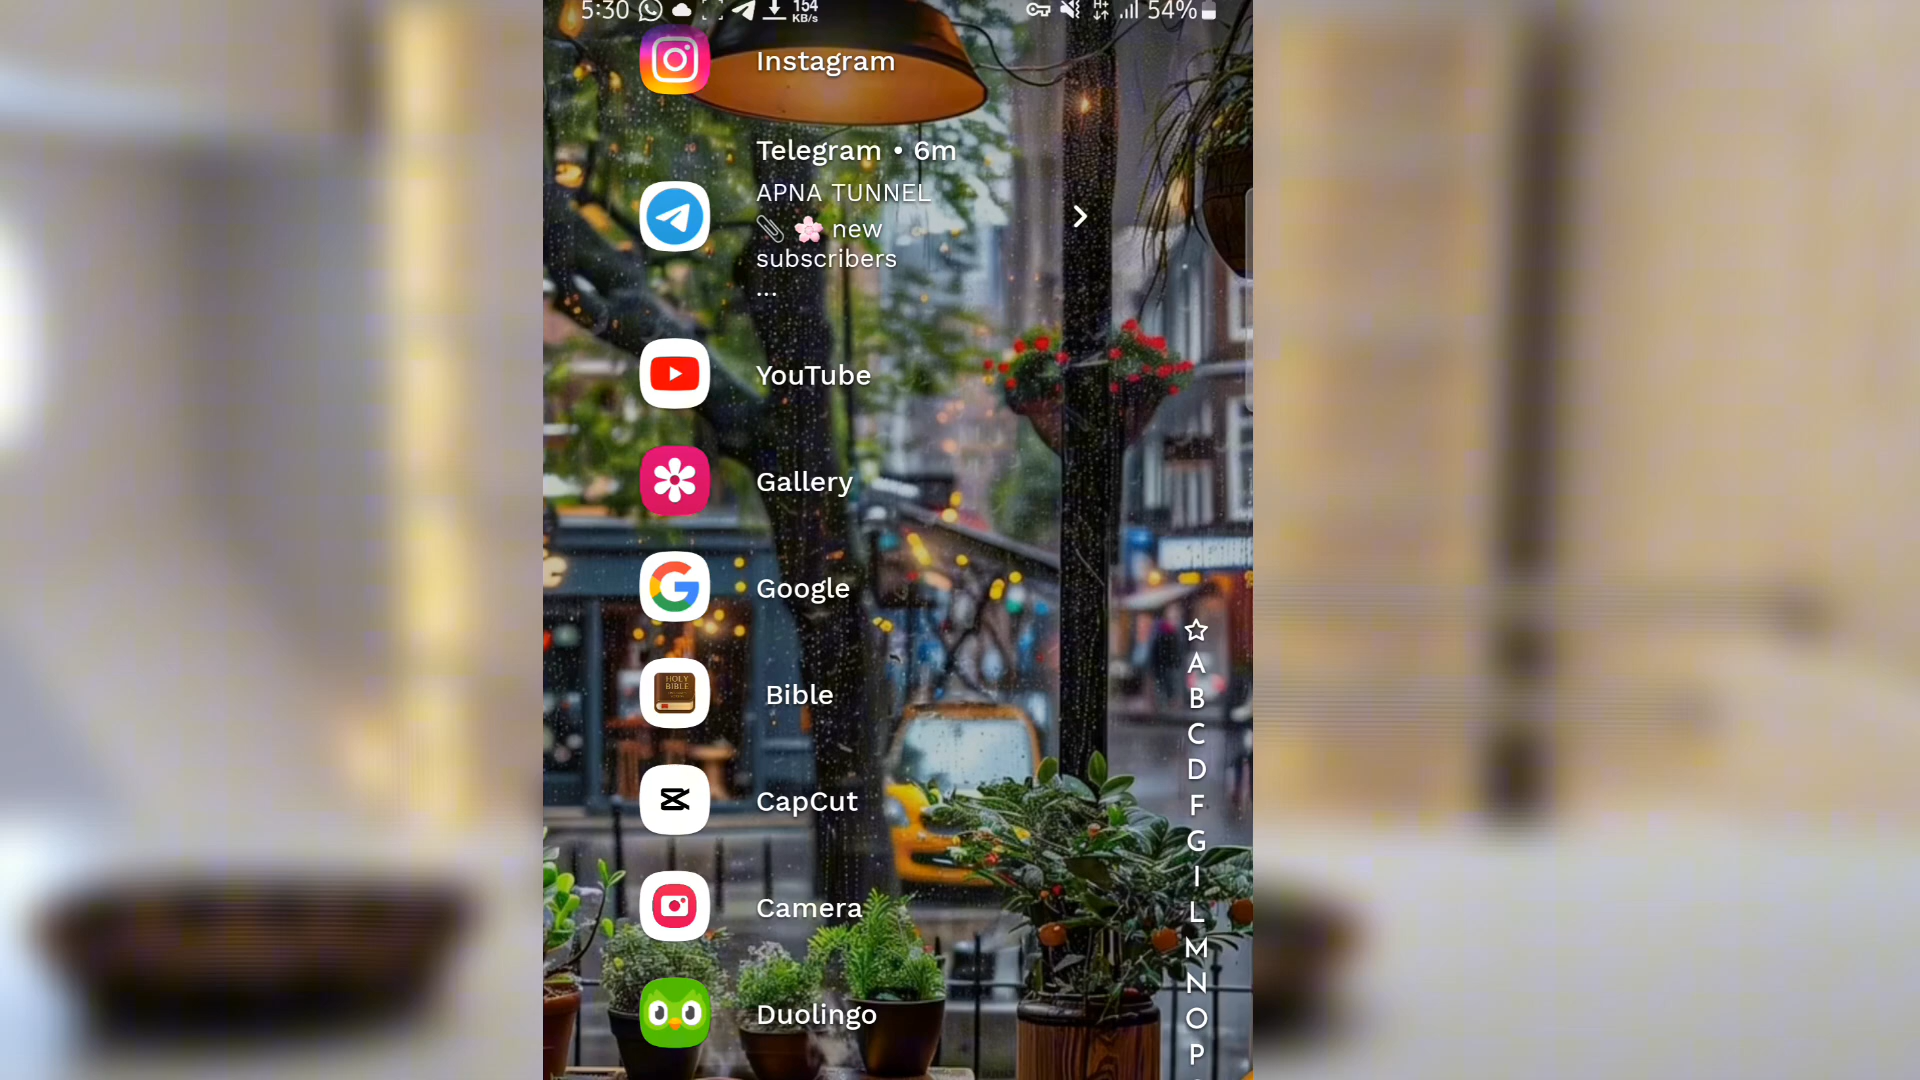 5:30 154 KB/s H+ 54%
Instagram
Telegram • 6m
APNA TUNNEL
📎 🌸 new
subscribers
...
YouTube
Gallery
Google
HOLY
BIBLE
Bible
CapCut
Camera
Duolingo
A
B
C
D
F
G
I
L
M
N
O
P